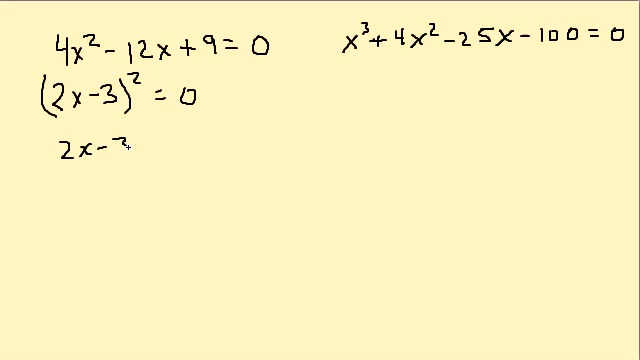 4x² - 12x + 9 = 0
(2x - 3)² = 0
2x -
x³ + 4x² - 25x - 100 = 0